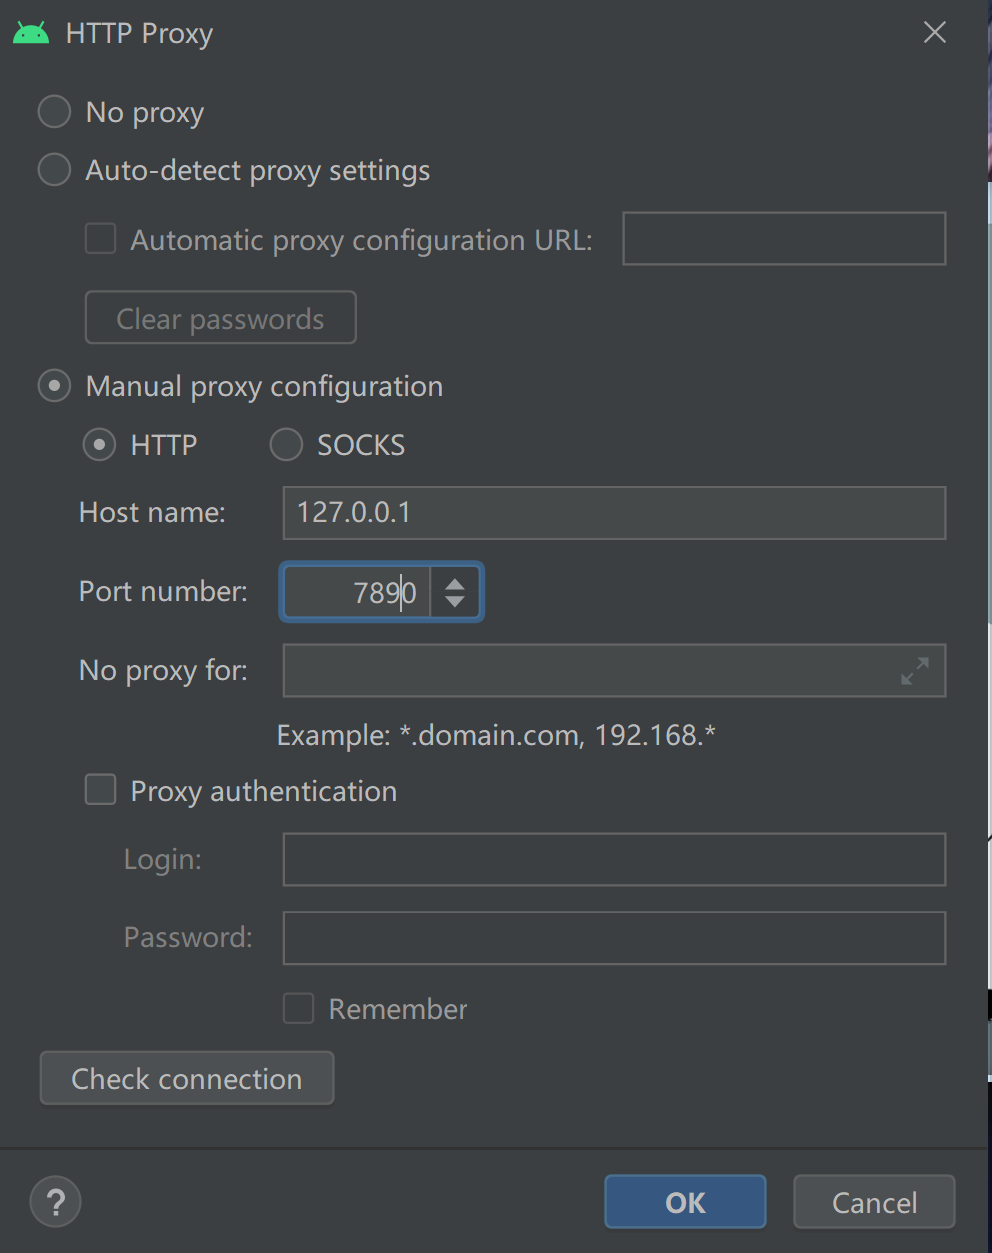 HTTP Proxy
No proxy
Auto-detect proxy settings
Automatic proxy configuration URL:
Clear passwords
Manual proxy configuration
HTTP SOCKS
Host name: 127.0.0.1
Port number: 7890
No proxy for:
Example: *.domain.com, 192.168.*
Proxy authentication
Login:
Password:
Remember
Check connection
? OK Cancel